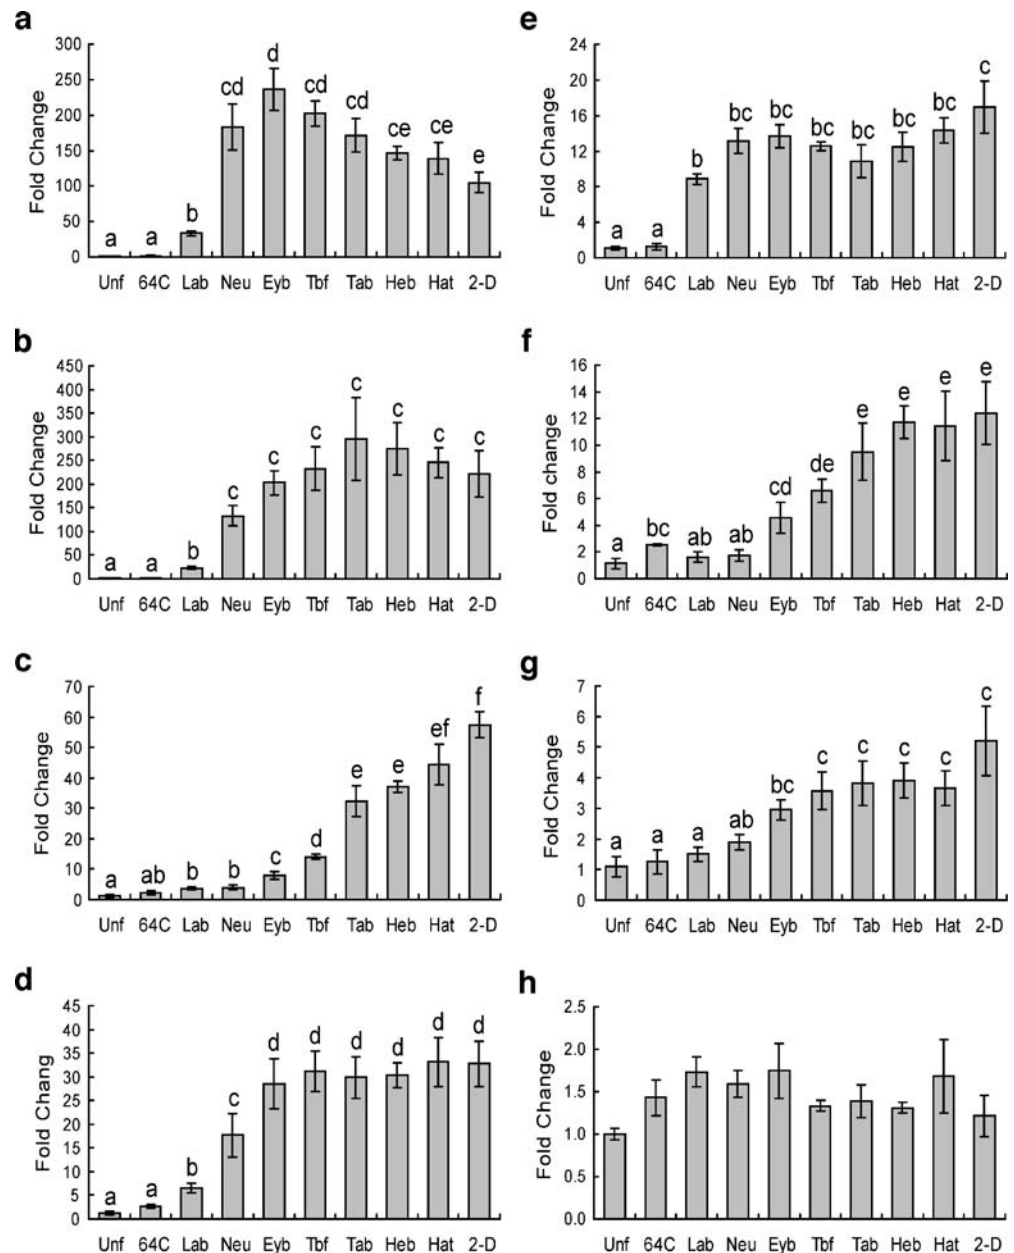 a
Fold Change
300
250
200
150
100
50
0
a a b cd d cd cd ce ce e
Unf 64C Lab Neu Eyb Tbf Tab Heb Hat 2-D
b
Fold Change
450
400
350
300
250
200
150
100
50
0
a a b c c c c c c c
Unf 64C Lab Neu Eyb Tbf Tab Heb Hat 2-D
c
Fold Change
70
60
50
40
30
20
10
0
a ab b b c d e e ef f
Unf 64C Lab Neu Eyb Tbf Tab Heb Hat 2-D
d
Fold Chang
45
40
35
30
25
20
15
10
5
0
a a b c d d d d d d
Unf 64C Lab Neu Eyb Tbf Tab Heb Hat 2-D
e
Fold Change
24
20
16
12
8
4
0
a a b bc bc bc bc bc bc c
Unf 64C Lab Neu Eyb Tbf Tab Heb Hat 2-D
f
Fold change
16
14
12
10
8
6
4
2
0
a bc ab ab cd de e e e e
Unf 64C Lab Neu Eyb Tbf Tab Heb Hat 2-D
g
Fold Change
7
6
5
4
3
2
1
0
a a a ab bc c c c c c
Unf 64C Lab Neu Eyb Tbf Tab Heb Hat 2-D
h
Fold Change
2.5
2.0
1.5
1.0
0.5
0.0
Unf 64C Lab Neu Eyb Tbf Tab Heb Hat 2-D